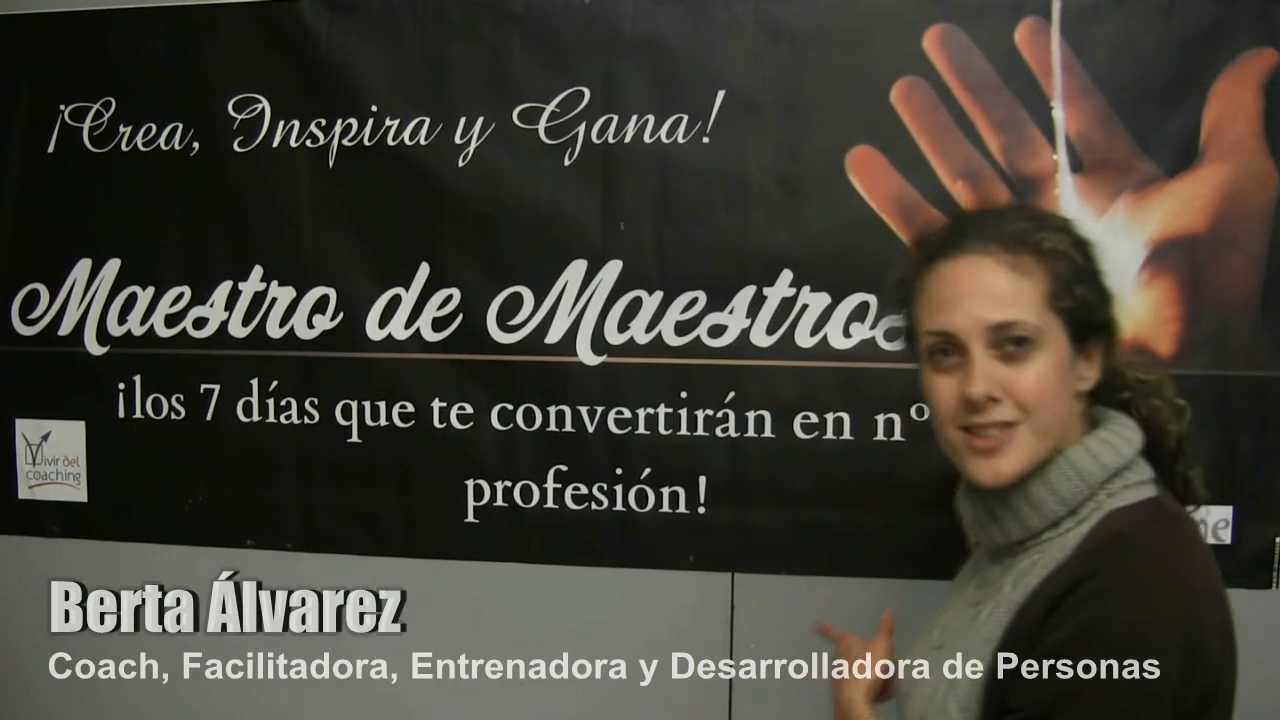 ¡Crea, Inspira y Gana!
Maestro de Maestros
¡los 7 días que te convertirán en nº
profesión!
Vivir del
coaching
Berta Álvarez
Coach, Facilitadora, Entrenadora y Desarrolladora de Personas